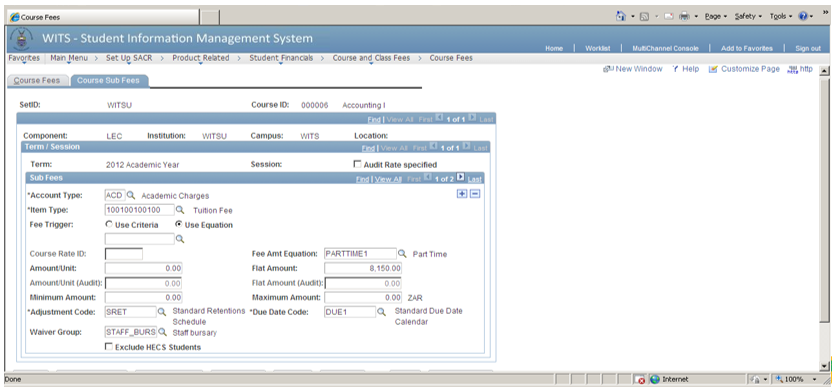 Course Fees
Page Safety Tools
WITS - Student Information Management System
Home | Worklist | MultiChannel Console | Add to Favorites | Sign out
Favorites Main Menu > Set Up SACR > Product Related > Student Financials > Course and Class Fees > Course Fees
New Window ? Help Customize Page http
Course Fees Course Sub Fees
SetID: WITSU Course ID: 000006 Accounting I
Find | View All First 1 of 1 Last
Component: LEC Institution: WITSU Campus: WITS Location:
Term / Session Find | View All First 1 of 1 Last
Term: 2012 Academic Year Session: Audit Rate specified
Sub Fees Find | View All First 1 of 2 Last
*Account Type: ACD Academic Charges
*Item Type: 100100100100 Tuition Fee
Fee Trigger: Use Criteria Use Equation
Course Rate ID: Fee Amt Equation: PARTTIME1 Part Time
Amount/Unit: 0.00 Flat Amount: 8,150.00
Amount/Unit (Audit): 0.00 Flat Amount (Audit): 0.00
Minimum Amount: 0.00 Maximum Amount: 0.00 ZAR
*Adjustment Code: SRET Standard Retentions Schedule *Due Date Code: DUE1 Standard Due Date Calendar
Waiver Group: STAFF_BURS Staff bursary
Exclude HECS Students
Done Internet 100%